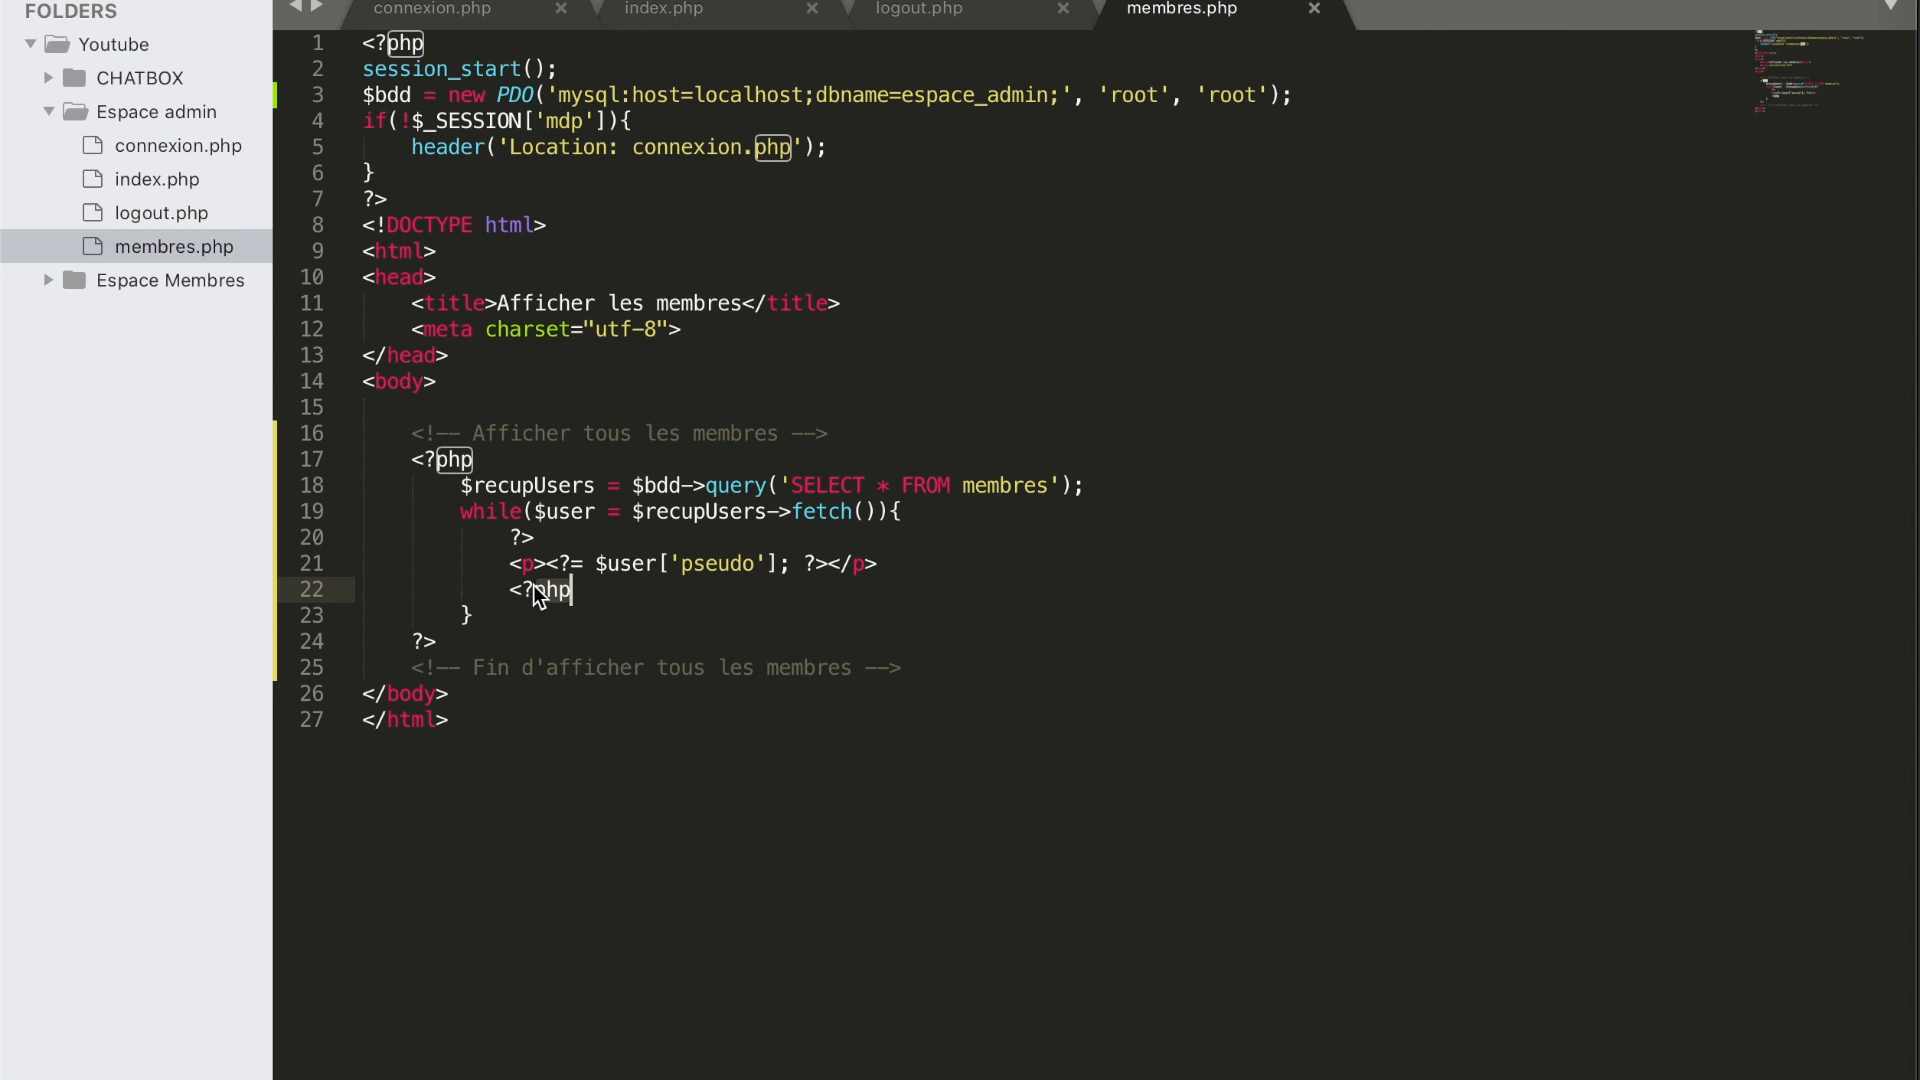 FOLDERS
Youtube
CHATBOX
Espace admin
connexion.php
index.php
logout.php
membres.php
Espace Membres
connexion.php
index.php
logout.php
membres.php
1 <?php
2 session_start();
3 $bdd = new PDO('mysql:host=localhost;dbname=espace_admin;', 'root', 'root');
4 if(!$_SESSION['mdp']){
5 header('Location: connexion.php');
6 }
7 ?>
8 <!DOCTYPE html>
9 <html>
10 <head>
11 <title>Afficher les membres</title>
12 <meta charset="utf-8">
13 </head>
14 <body>
15
16 <!-- Afficher tous les membres -->
17 <?php
18 $recupUsers = $bdd->query('SELECT * FROM membres');
19 while($user = $recupUsers->fetch()){
20 ?>
21 <p><?= $user['pseudo']; ?></p>
22 <?php
23 }
24 ?>
25 <!-- Fin d'afficher tous les membres -->
26 </body>
27 </html>